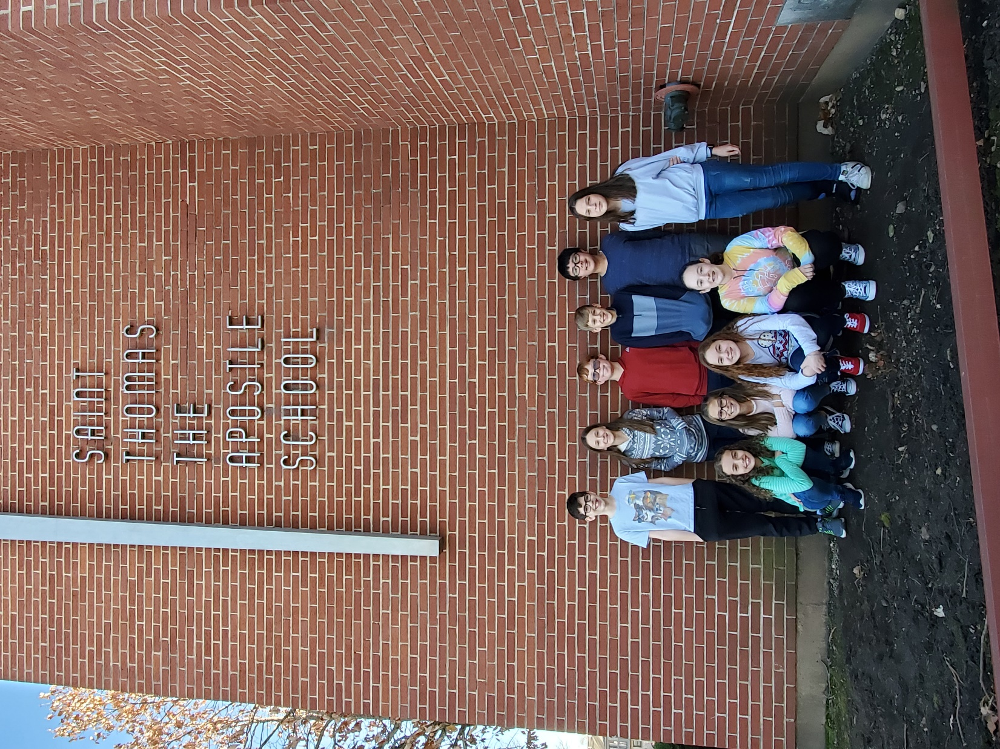 SAINT
THOMAS
THE
APOSTLE
SCHOOL